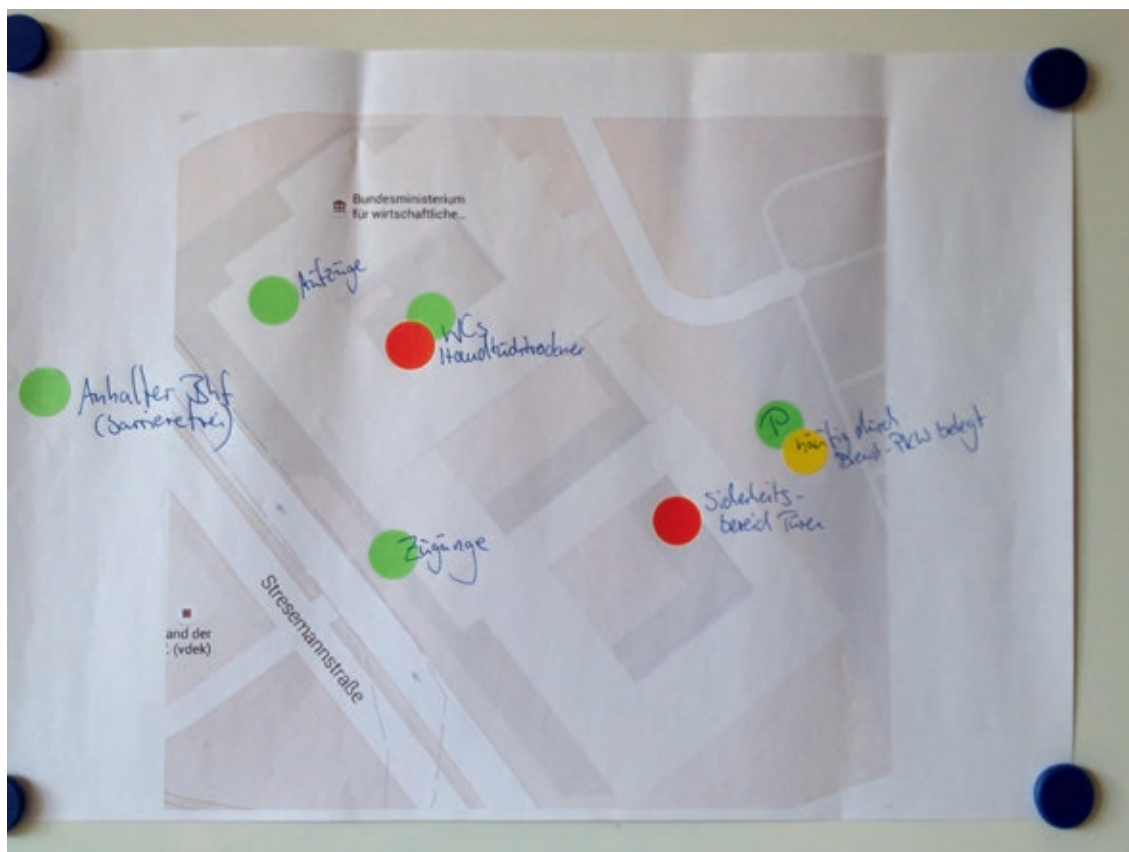 Bundesministerium
für wirtschaftliche...
Aufzüge
WCs
Handtuchtrockner
Anhalter Bhf
(barrierefrei)
P
häufig durch
Dienst-PKW belegt
Sicherheits-
bereich Türen
Zugänge
Stresemannstraße
and der
(vdek)